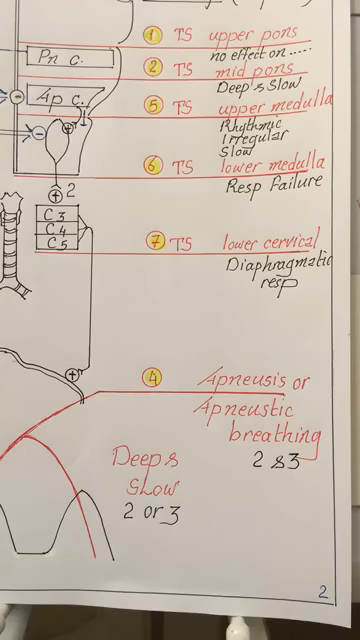 1 TS upper pons
no effect on .....
Pn c.
2 TS mid pons
Deep & Slow
Ap c.
5 TS upper medulla
Rhythmic
Irregular
Slow
6 TS lower medulla
Resp failure
2
C3
C4
C5
7 TS lower cervical
Diaphragmatic
resp
4 Apneusis or
Apneustic
breathing
2 & 3
Deep &
Slow
2 or 3
2